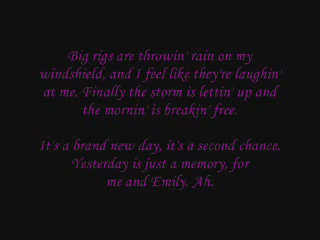 Big rigs are throwin' rain on my
windshield, and I feel like they're laughin'
at me. Finally the storm is lettin' up and
the mornin' is breakin' free.
It's a brand new day, it's a second chance.
Yesterday is just a memory, for
me and Emily. Ah.